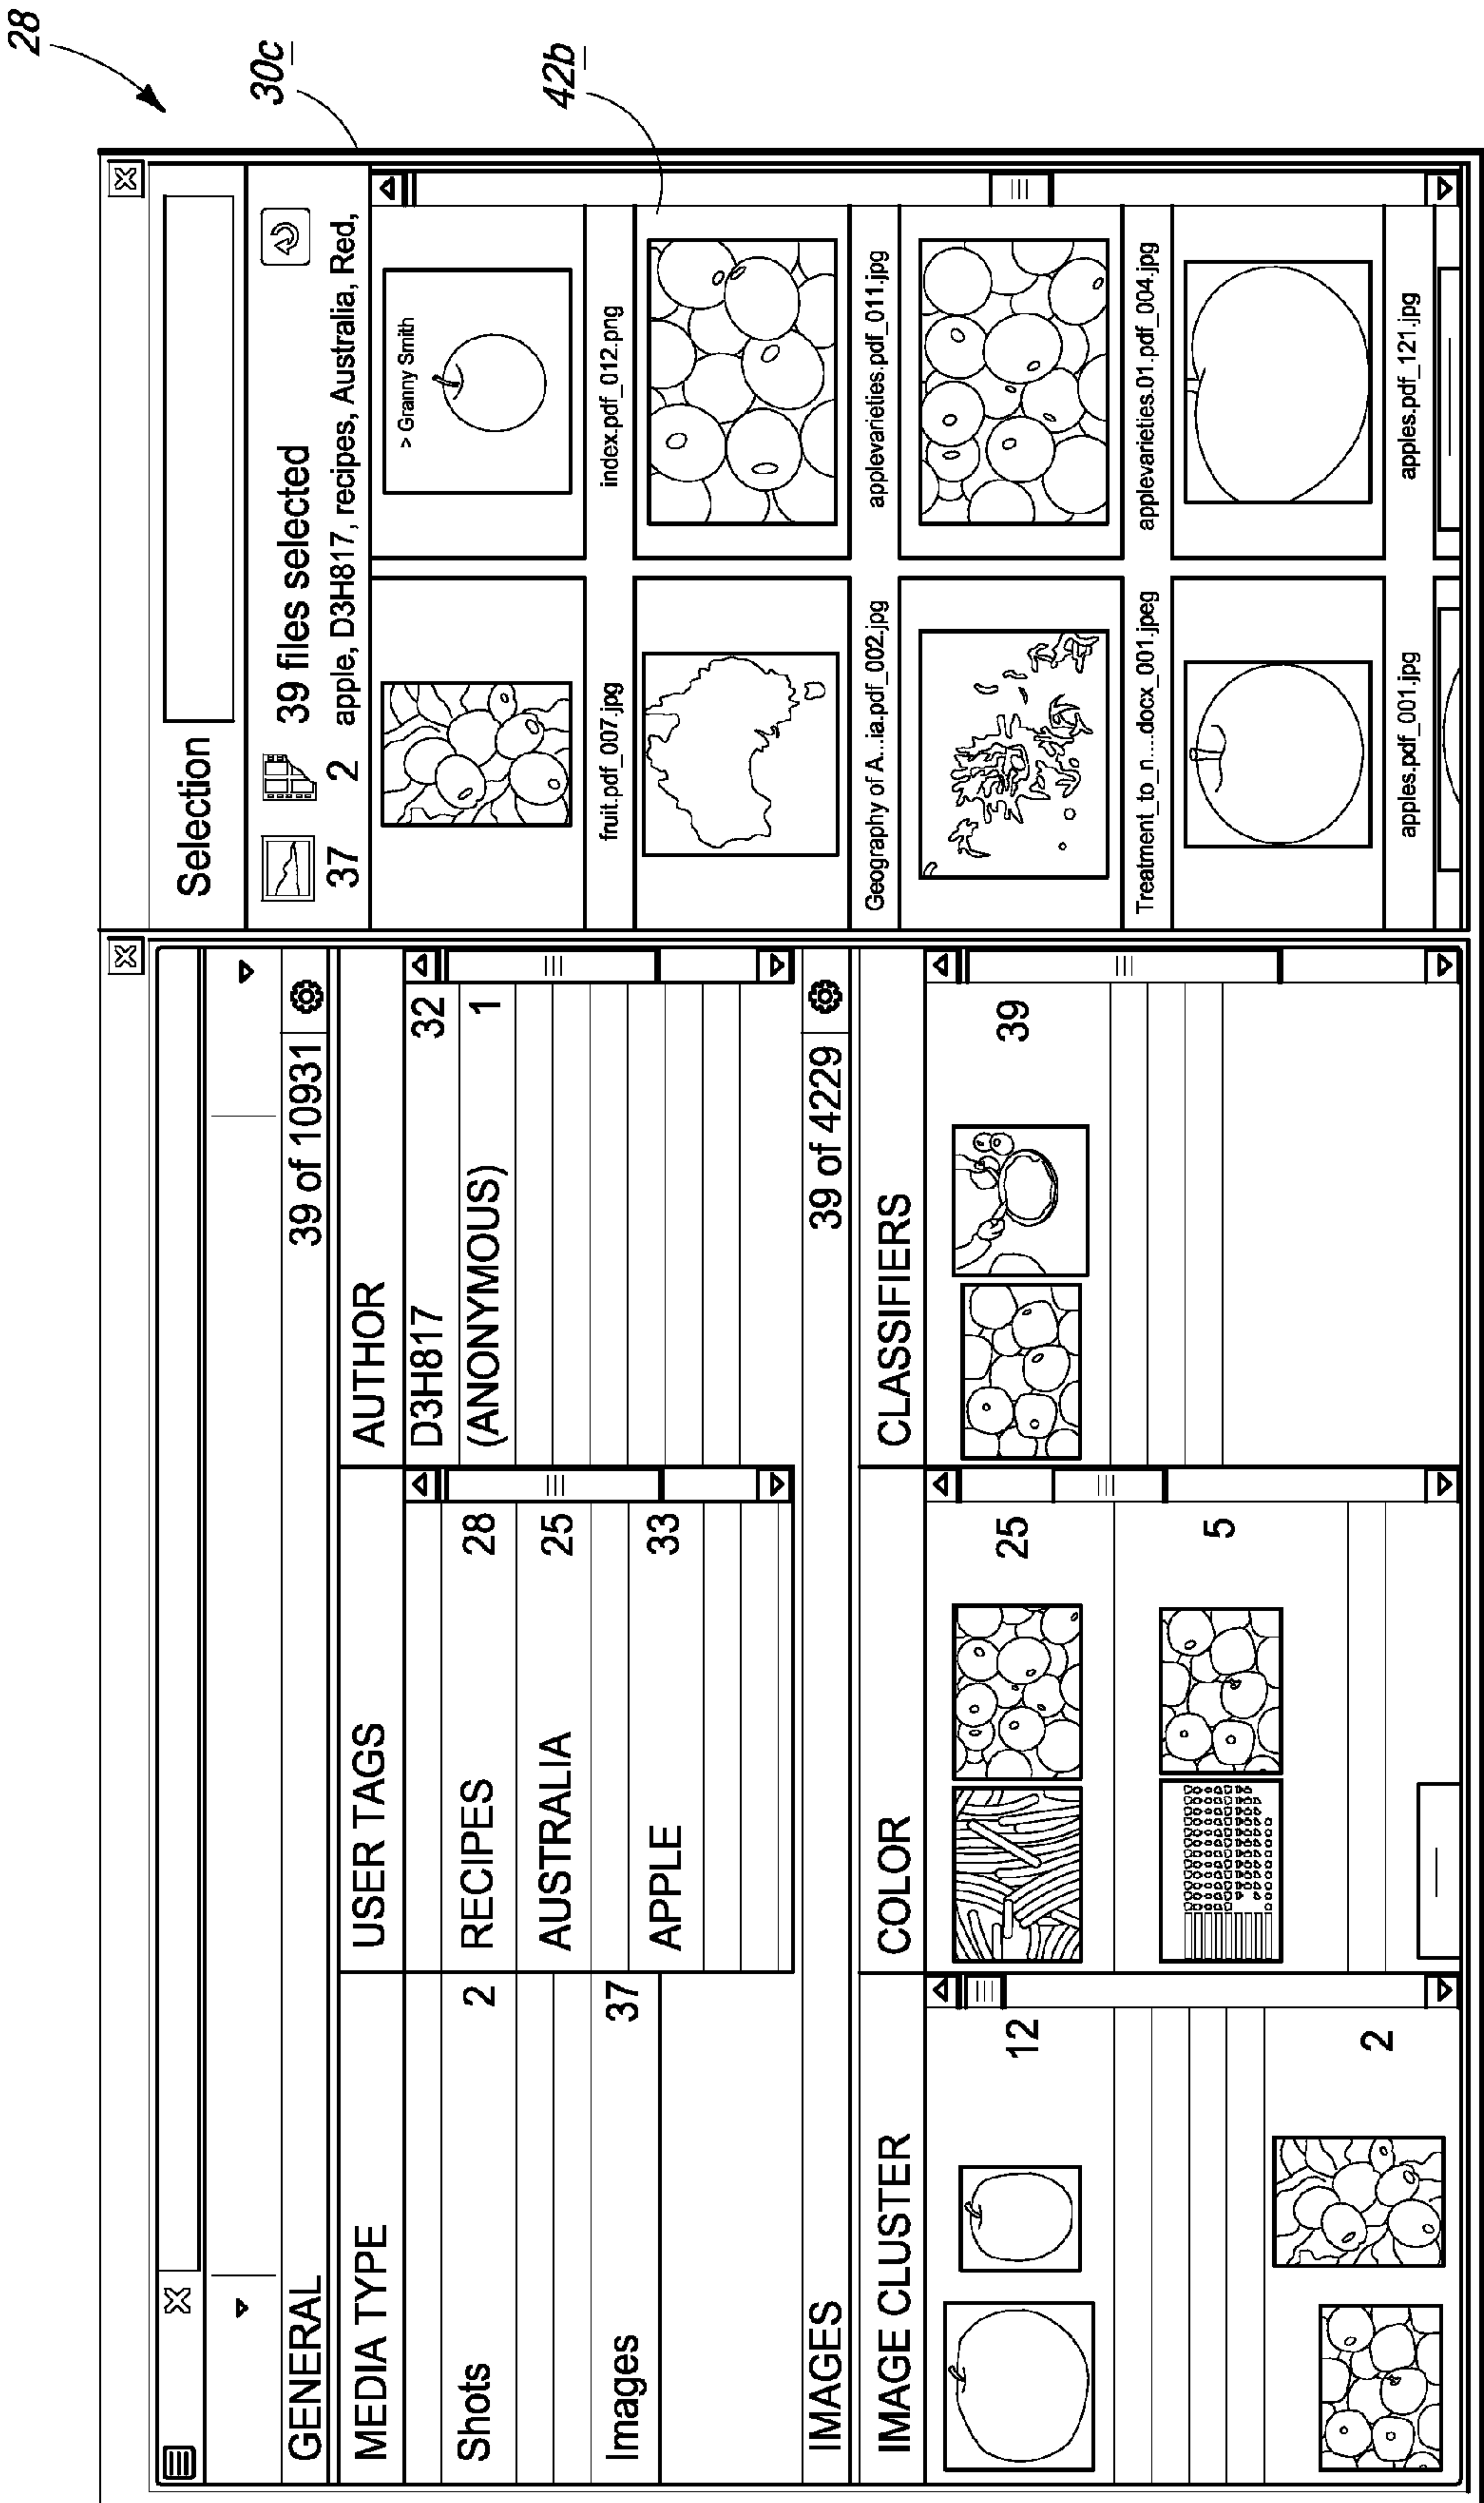 28
30c
42b
GENERAL
39 of 10931
MEDIA TYPE
USER TAGS
AUTHOR
Shots 2
Images 37
RECIPES 28
AUSTRALIA 25
APPLE 33
D3H817 32
(ANONYMOUS) 1
IMAGES
39 of 4229
IMAGE CLUSTER
COLOR
CLASSIFIERS
12
2
25
5
39
Selection
39 files selected
37 2 apple, D3H817, recipes, Australia, Red,
> Granny Smith
fruit.pdf_007.jpg
index.pdf_012.png
Geography of A...ia.pdf_002.jpg
applevarieties.pdf_011.jpg
Treatment_to_n....docx_001.jpeg
applevarieties.01.pdf_004.jpg
apples.pdf_001.jpg
apples.pdf_121.jpg